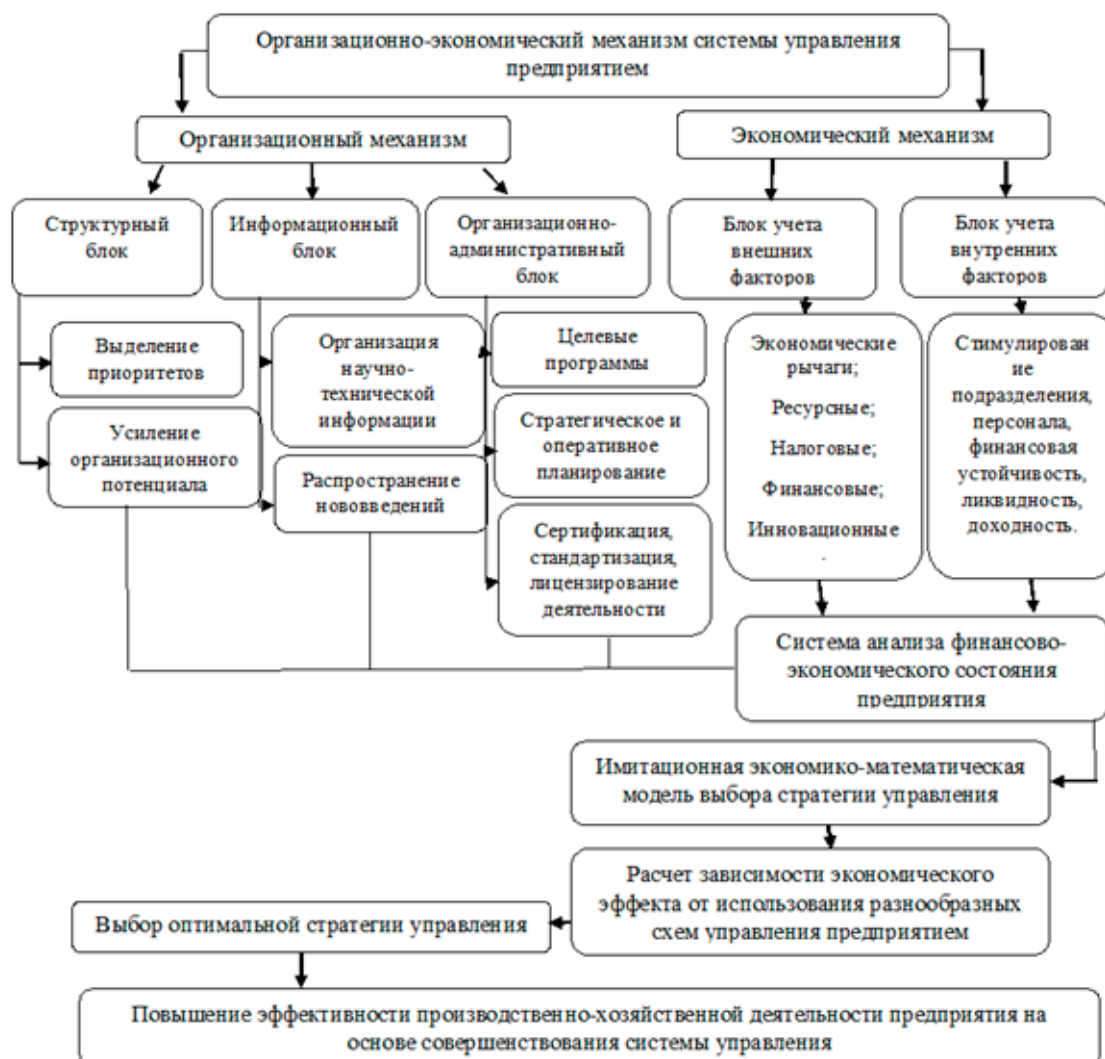 Организационно-экономический механизм системы управления
предприятием
Организационный механизм
Экономический механизм
Структурный
блок
Информационный
блок
Организационно-
административный
блок
Блок учета
внешних
факторов
Блок учета
внутренних
факторов
Выделение
приоритетов
Усиление
организационного
потенциала
Организация
научно-
технической
информации
Распространение
нововведений
Целевые
программы
Стратегическое и
оперативное
планирование
Сертификация,
стандартизация,
лицензирование
деятельности
Экономические
рычаги;
Ресурсные;
Налоговые;
Финансовые;
Инновационные
.
Стимулирован
ие
подразделения,
персонала,
финансовая
устойчивость,
ликвидность,
доходность.
Система анализа финансово-
экономического состояния
предприятия
Имитационная экономико-математическая
модель выбора стратегии управления
Расчет зависимости экономического
эффекта от использования разнообразных
схем управления предприятием
Выбор оптимальной стратегии управления
Повышение эффективности производственно-хозяйственной деятельности предприятия на
основе совершенствования системы управления